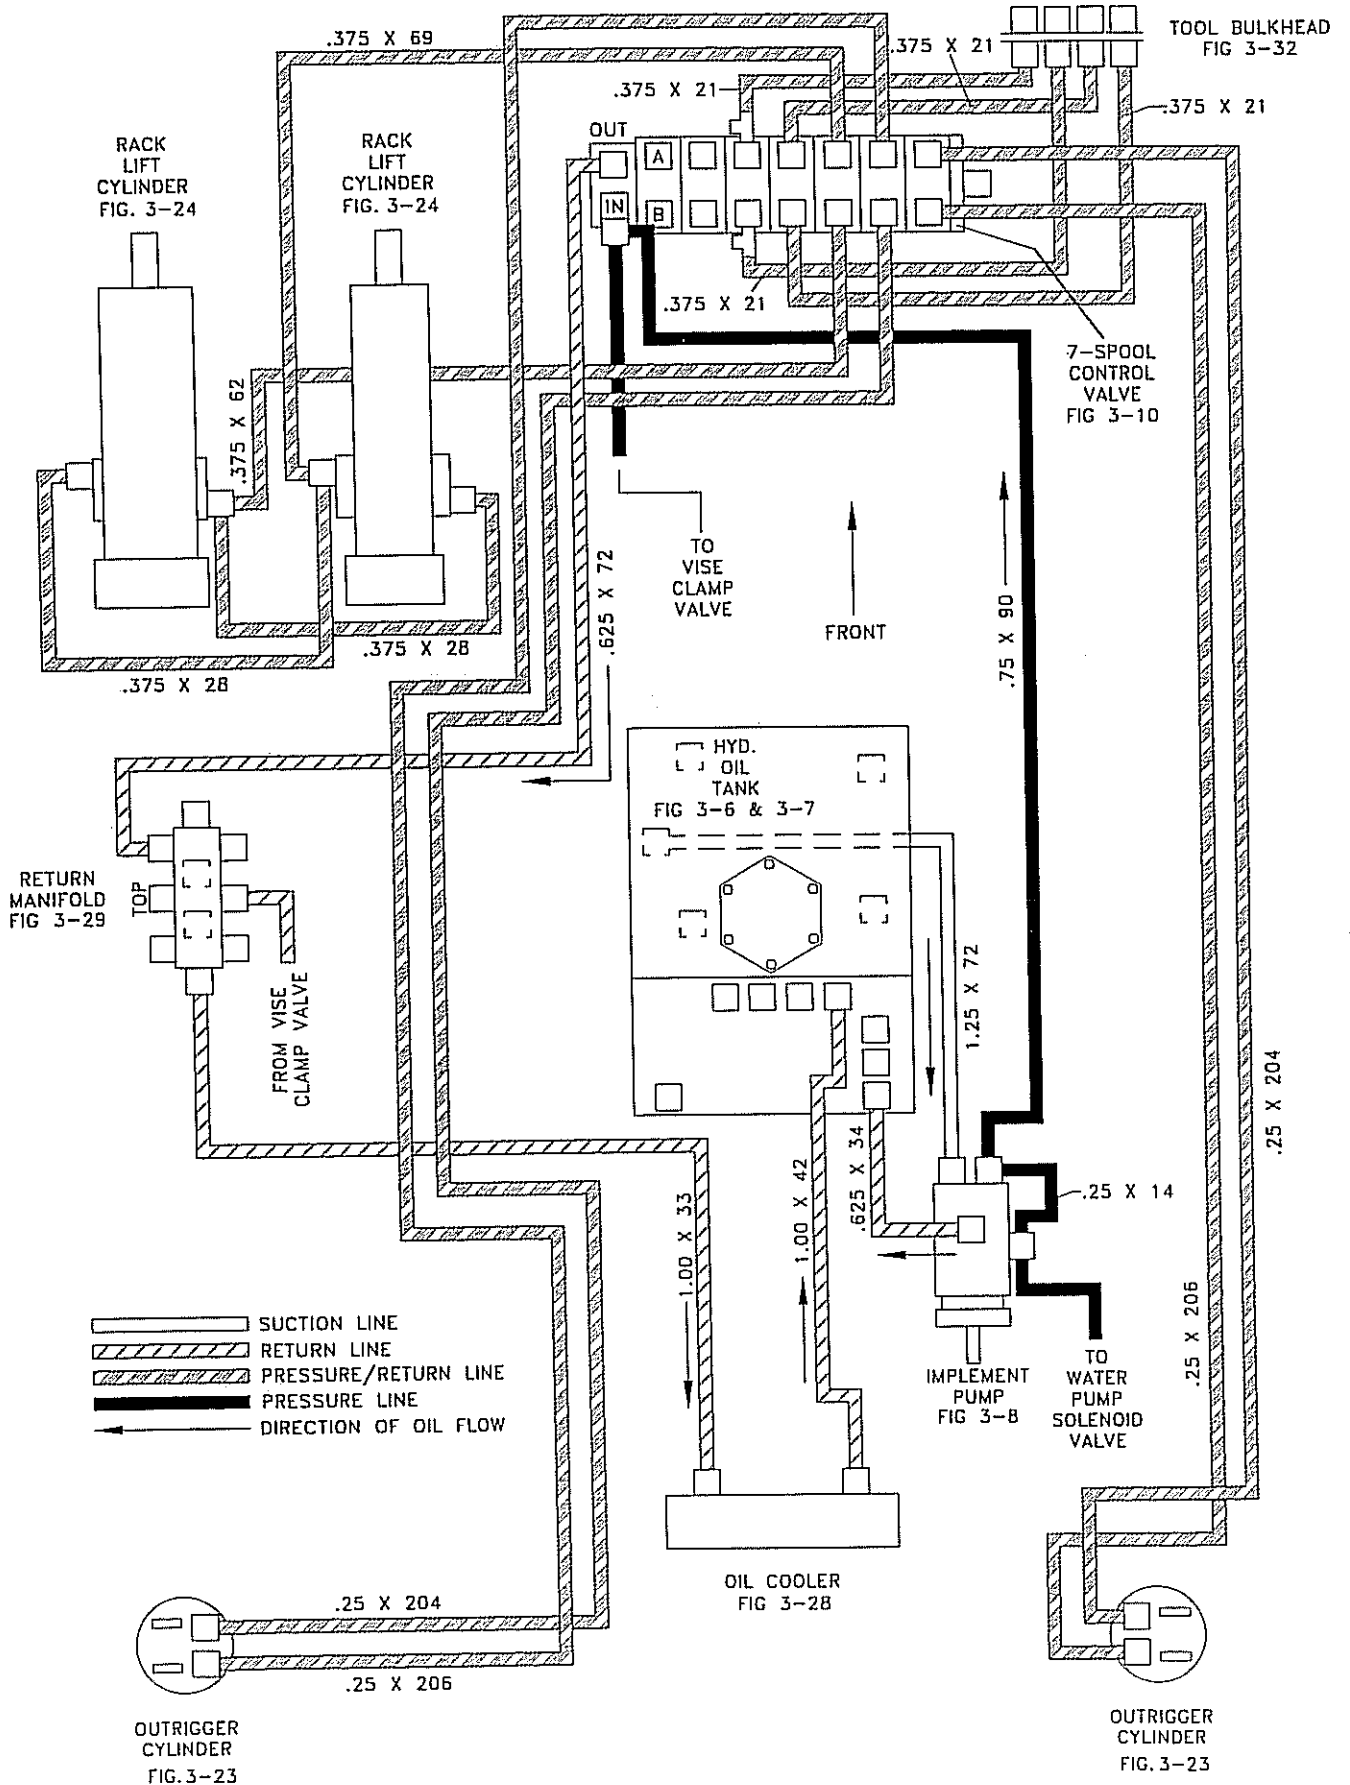 .375 X 69
.375 X 21
TOOL BULKHEAD
FIG 3-32
.375 X 21
.375 X 21
OUT
A
IN
B
RACK
LIFT
CYLINDER
FIG. 3-24
RACK
LIFT
CYLINDER
FIG. 3-24
.375 X 21
7-SPOOL
CONTROL
VALVE
FIG 3-10
.375 X 62
TO
VISE
CLAMP
VALVE
FRONT
.625 X 72
.75 X 90
.375 X 28
.375 X 28
HYD.
OIL
TANK
FIG 3-6 & 3-7
RETURN
MANIFOLD
FIG 3-29
TOP
FROM VISE
CLAMP VALVE
1.25 X 72
.25 X 204
1.00 X 33
1.00 X 42
.625 X 34
.25 X 14
.25 X 206
SUCTION LINE
RETURN LINE
PRESSURE/RETURN LINE
PRESSURE LINE
DIRECTION OF OIL FLOW
IMPLEMENT
PUMP
FIG 3-8
TO
WATER
PUMP
SOLENOID
VALVE
OIL COOLER
FIG 3-28
.25 X 204
.25 X 206
OUTRIGGER
CYLINDER
FIG. 3-23
OUTRIGGER
CYLINDER
FIG. 3-23